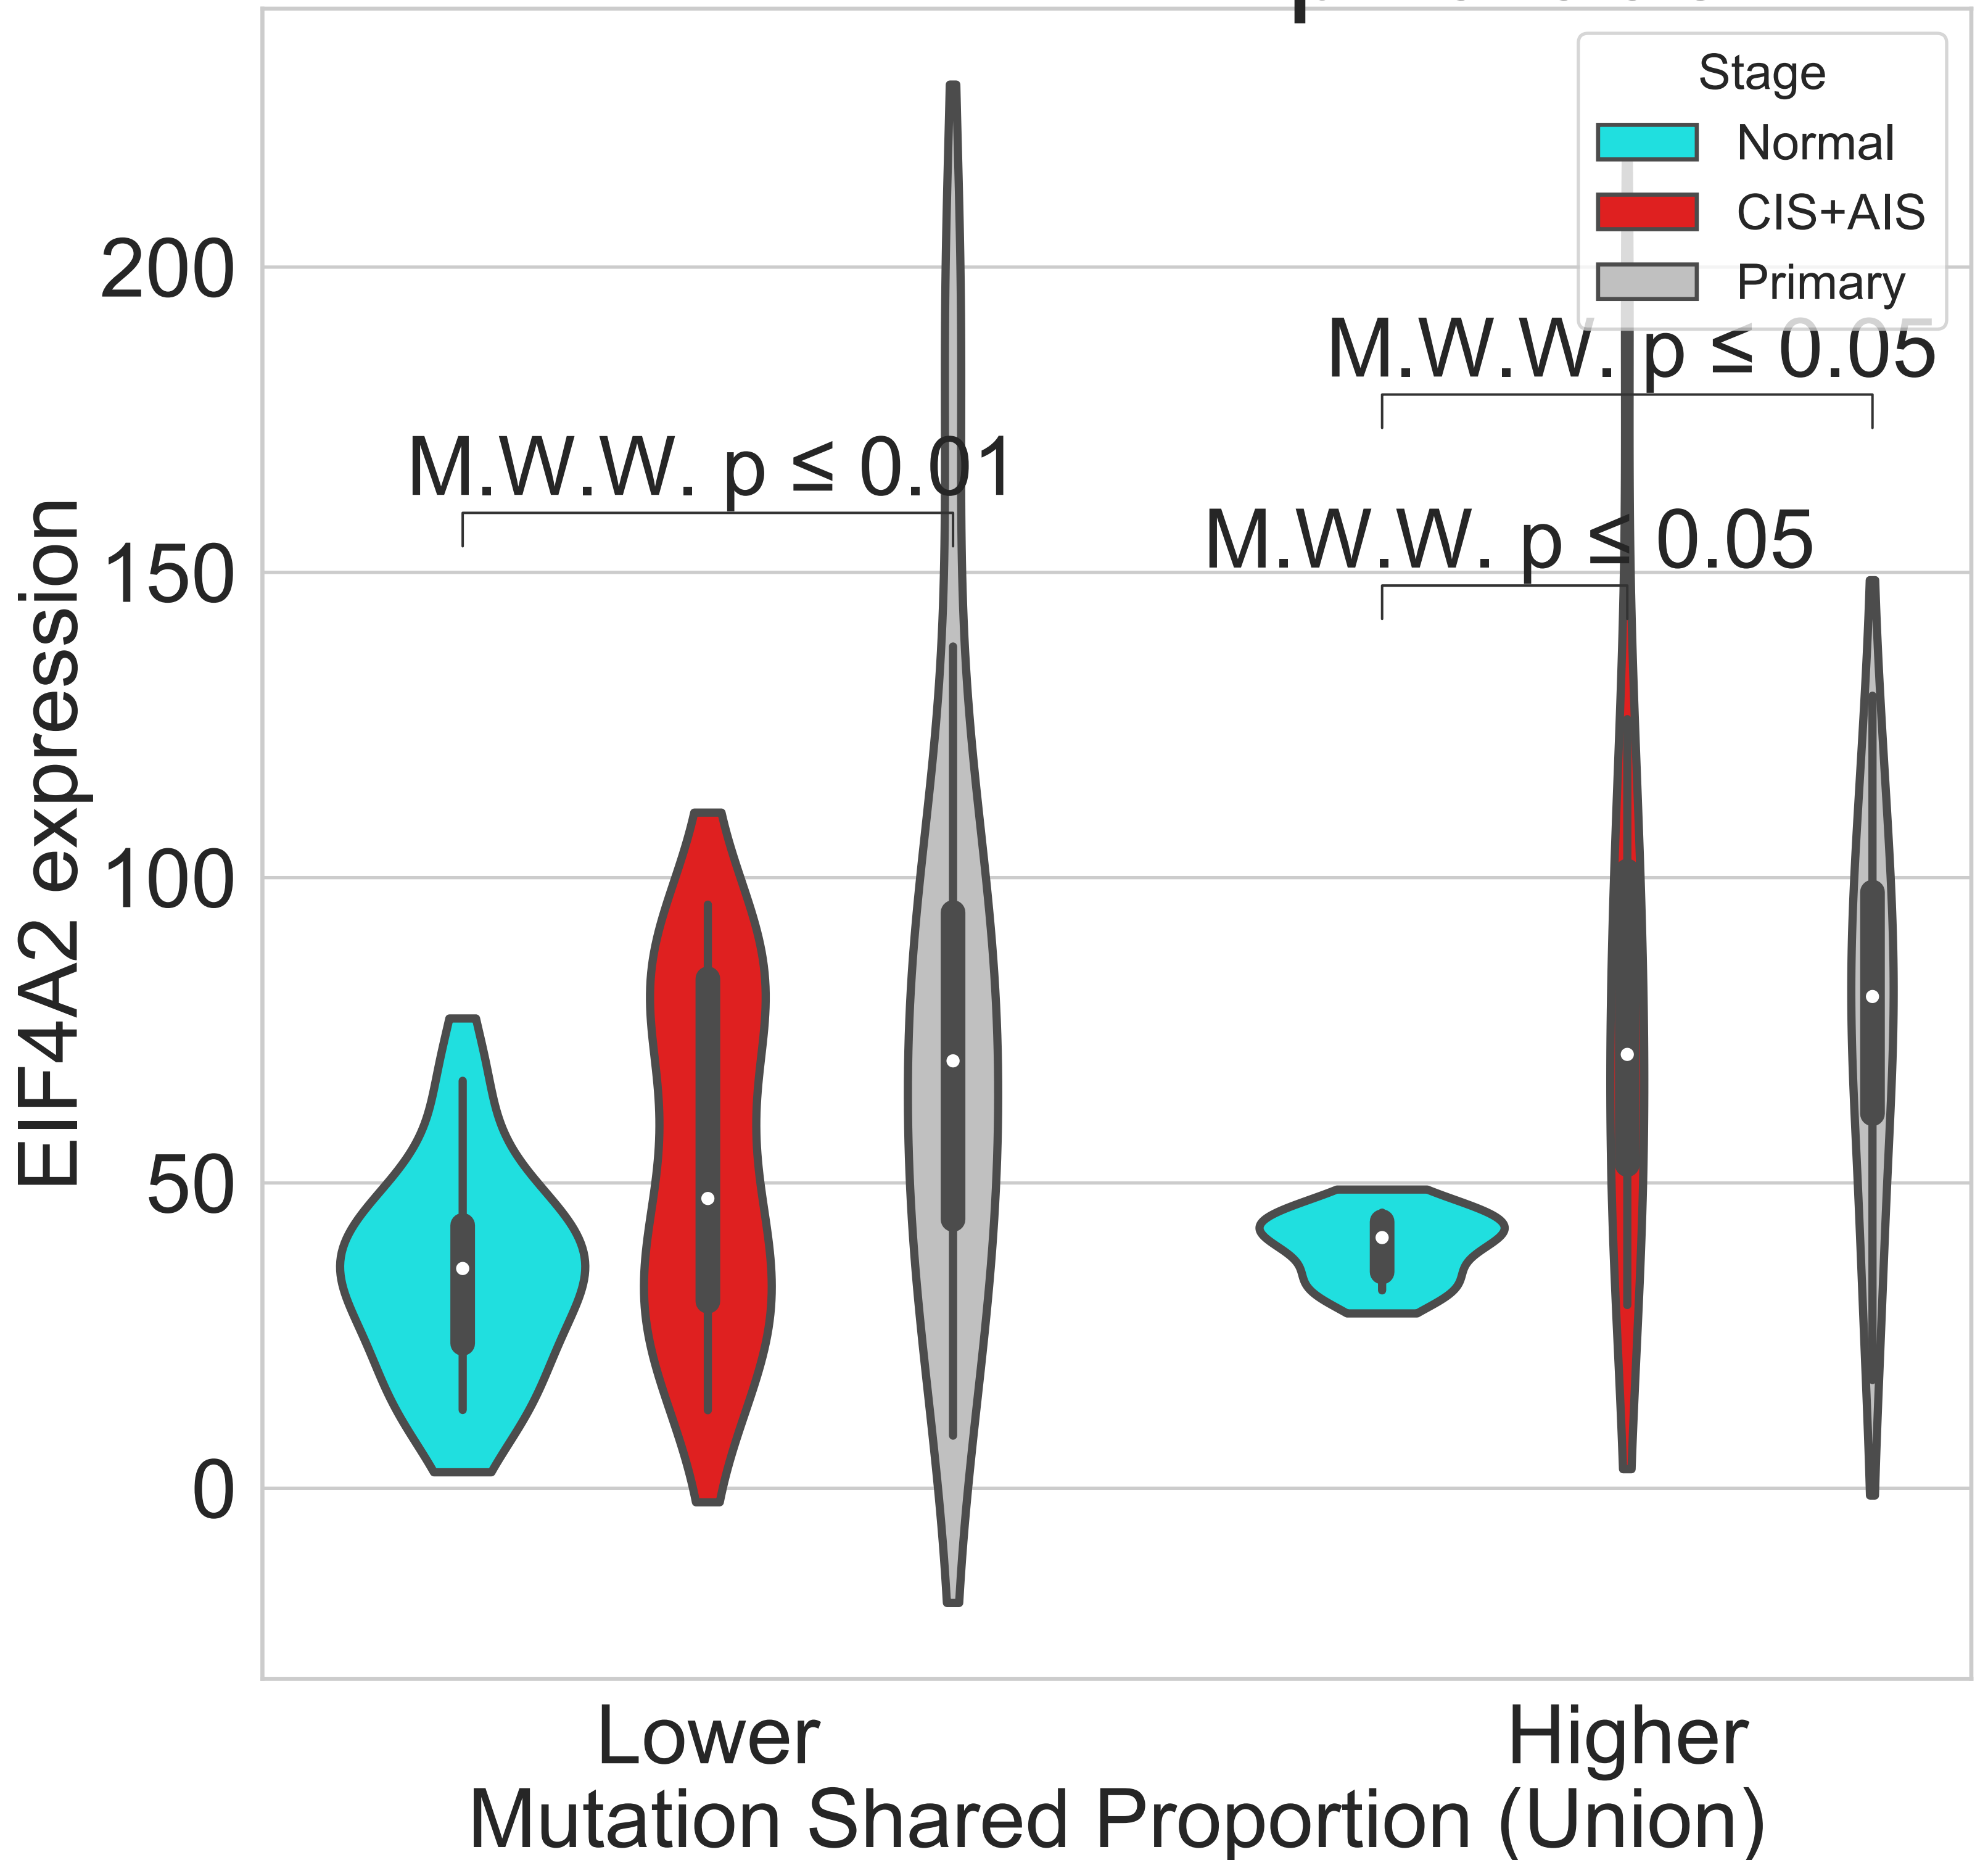 Stage
Normal
CIS+AIS
Primary
200
M.W.W. p ≤ 0.05
M.W.W. p ≤ 0.01
M.W.W. p ≤ 0.05
150
EIF4A2 expression
100
50
0
Lower
Higher
Mutation Shared Proportion (Union)